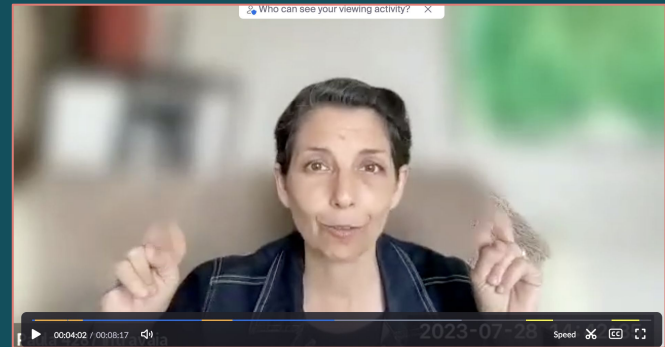 Who can see your viewing activity?
00:04:02 / 00:08:17
Speed
CC
2023-07-28